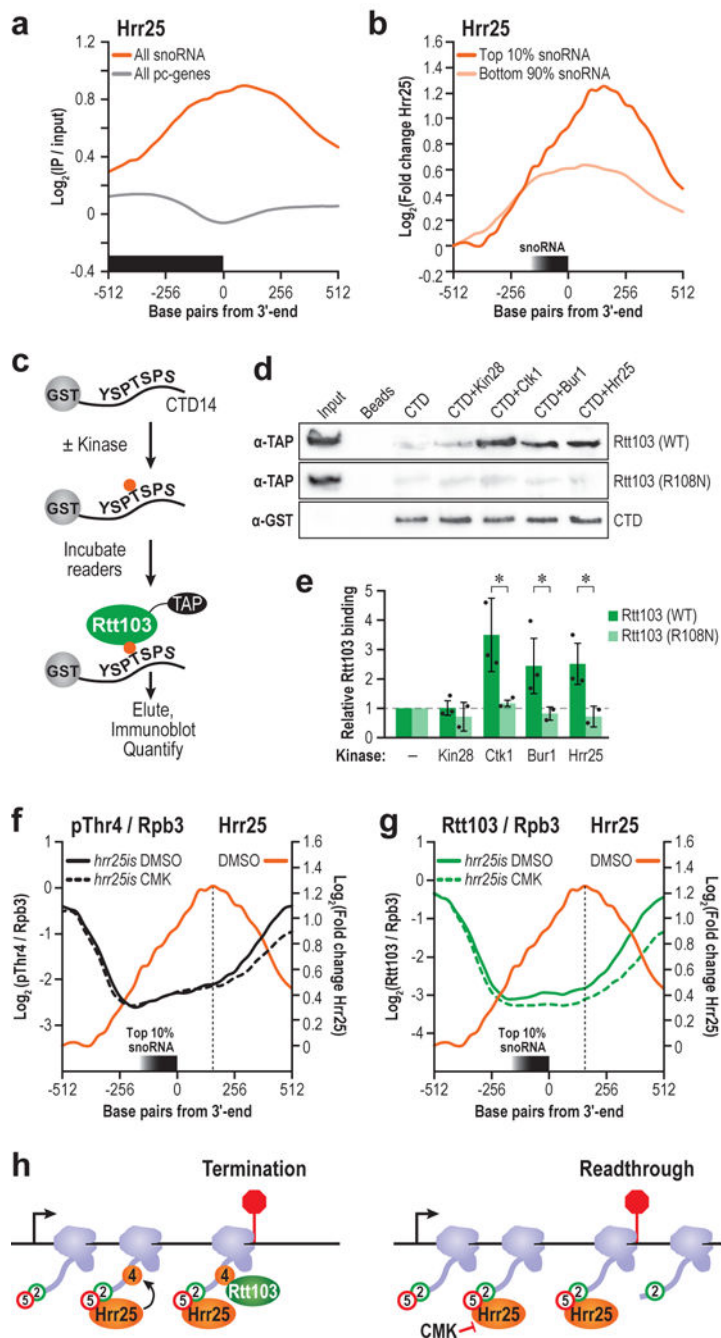 a
Hrr25
All snoRNA
All pc-genes
Log2(IP / input)
1.2
0.8
0.4
0
-0.4
-512 -256 0 256 512
Base pairs from 3'-end
b
Hrr25
Top 10% snoRNA
Bottom 90% snoRNA
Log2(Fold change Hrr25)
1.6
1.4
1.2
1.0
0.8
0.6
0.4
0.2
0
-0.2
snoRNA
-512 -256 0 256 512
Base pairs from 3'-end
c
GST
YSPTSPS
CTD14
± Kinase
GST
YSPTSPS
Incubate
readers
Rtt103
TAP
GST
YSPTSPS
Elute,
Immunoblot
Quantify
d
Input Beads CTD CTD+Kin28 CTD+Ctk1 CTD+Bur1 CTD+Hrr25
α-TAP Rtt103 (WT)
α-TAP Rtt103 (R108N)
α-GST CTD
e
Relative Rtt103 binding
5
4
3
2
1
0
* * *
Rtt103 (WT)
Rtt103 (R108N)
Kinase: – Kin28 Ctk1 Bur1 Hrr25
f
pThr4 / Rpb3 Hrr25
hrr25is DMSO
hrr25is CMK
DMSO
Log2(pThr4 / Rpb3)
0
-1
-2
-3
Log2(Fold change Hrr25)
1.6
1.4
1.2
1.0
0.8
0.6
0.4
0.2
0
Top 10%
snoRNA
-512 -256 0 256 512
Base pairs from 3'-end
g
Rtt103 / Rpb3 Hrr25
hrr25is DMSO
hrr25is CMK
DMSO
Log2(Rtt103 / Rpb3)
0
-1
-2
-3
-4
Log2(Fold change Hrr25)
1.6
1.4
1.2
1.0
0.8
0.6
0.4
0.2
0
Top 10%
snoRNA
-512 -256 0 256 512
Base pairs from 3'-end
h
Termination
5 2
5 2 4
Hrr25
5 2 4
Hrr25 Rtt103
Readthrough
5 2
5 2
Hrr25
CMK
5 2
Hrr25
2